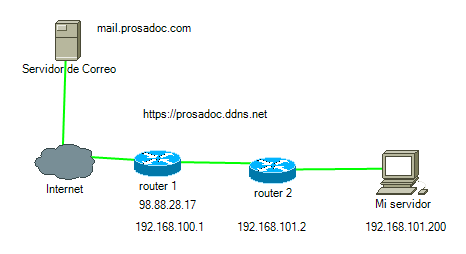 mail.prosadoc.com
Servidor de Correo
https://prosadoc.ddns.net
Internet
router 1
98.88.28.17
192.168.100.1
router 2
192.168.101.2
Mi servidor
192.168.101.200